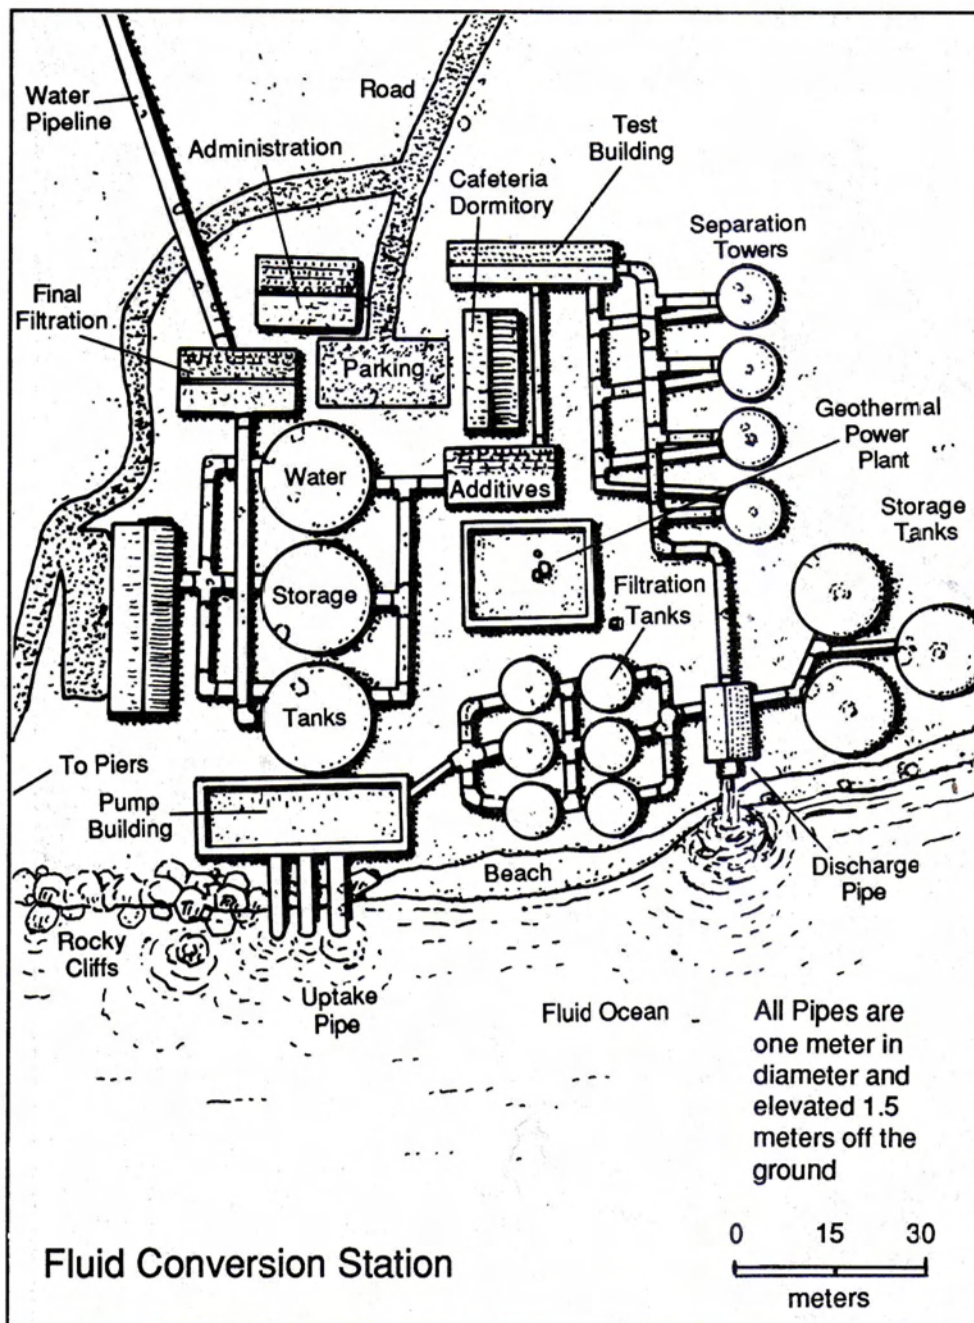 Water
Pipeline
Road
Administration
Test
Building
Cafeteria
Dormitory
Separation
Towers
Final
Filtration
Parking
Geothermal
Power
Plant
Water
Additives
Storage
Tanks
Storage
Filtration
Tanks
Tanks
To Piers
Pump
Building
Beach
Discharge
Pipe
Rocky
Cliffs
Uptake
Pipe
Fluid Ocean
All Pipes are
one meter in
diameter and
elevated 1.5
meters off the
ground
Fluid Conversion Station
0 15 30
meters